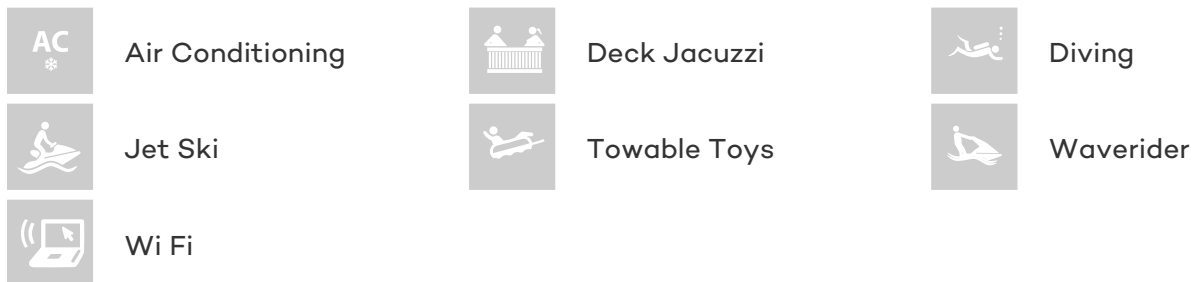 AC
Air Conditioning
Deck Jacuzzi
Diving
Jet Ski
Towable Toys
Waverider
Wi Fi